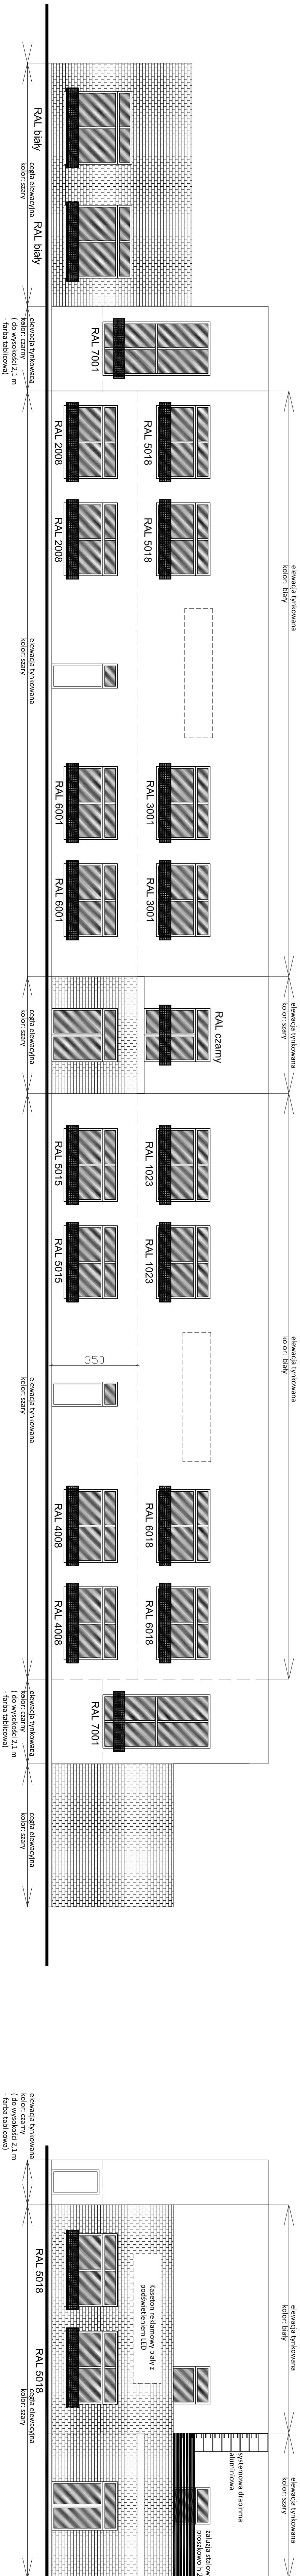 RAL biały
RAL biały
cegła elewacyjna
kolor: szary
elewacja tynkowana
kolor: czarny
( do wysokości 2,1 m
- farba tablicowa)
RAL 7001
elewacja tynkowana
kolor: biały
RAL 5018
RAL 5018
RAL 2008
RAL 2008
elewacja tynkowana
kolor: szary
RAL 3001
RAL 3001
RAL 6001
RAL 6001
elewacja tynkowana
kolor: szary
RAL czarny
cegła elewacyjna
kolor: szary
RAL 1023
RAL 1023
RAL 5015
RAL 5015
elewacja tynkowana
kolor: biały
350
elewacja tynkowana
kolor: szary
RAL 6018
RAL 6018
RAL 4008
RAL 4008
RAL 7001
elewacja tynkowana
kolor: czarny
( do wysokości 2,1 m
- farba tablicowa)
cegła elewacyjna
kolor: szary
elewacja tynkowana
kolor: czarny
( do wysokości 2,1 m
- farba tablicowa)
elewacja tynkowana
kolor: biały
Kaseton reklamowy biały z
podświetleniem LED
RAL 5018
RAL 5018
cegła elewacyjna
kolor: szary
systemowa drabinma
aluminiowa
elewacja tynkowana
kolor: szary
żaluzja stalow
proszkowo h 2